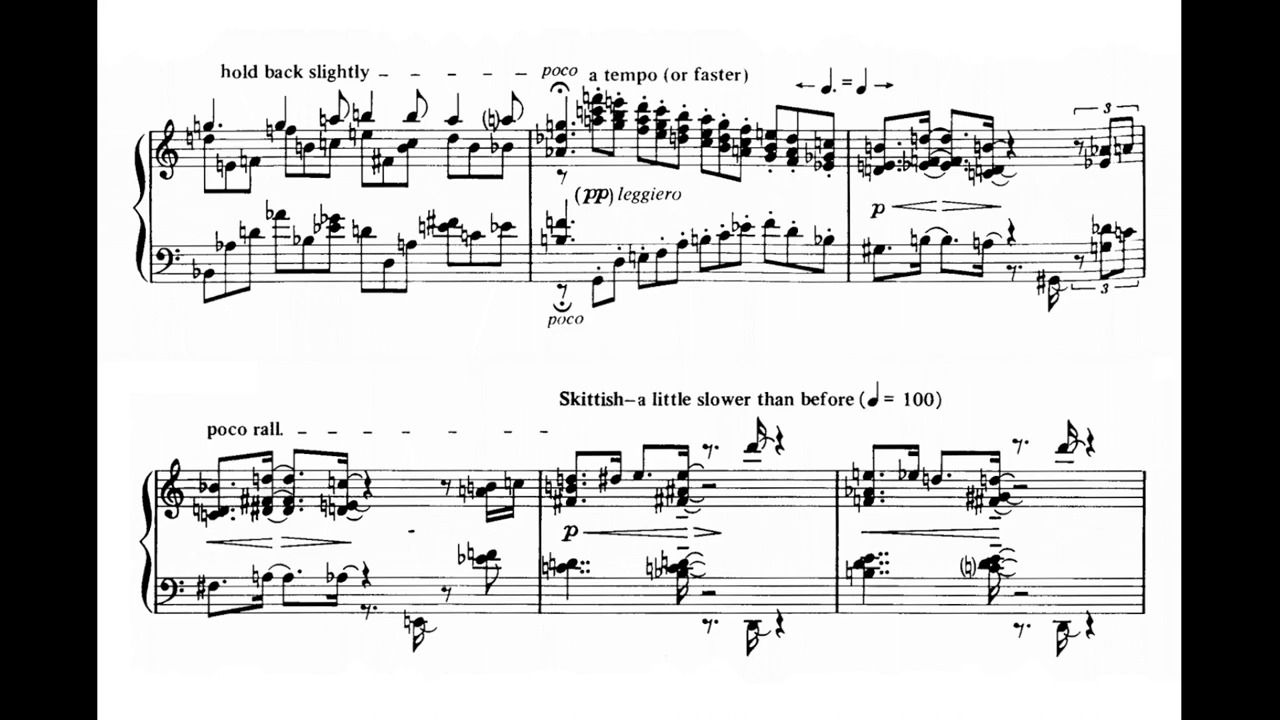 hold back slightly – – – – – poco a tempo (or faster)
← ♩. = ♩ →
3
(pp) leggiero
p
3
poco
Skittish–a little slower than before (♩ = 100)
poco rall. – – – – – –
p